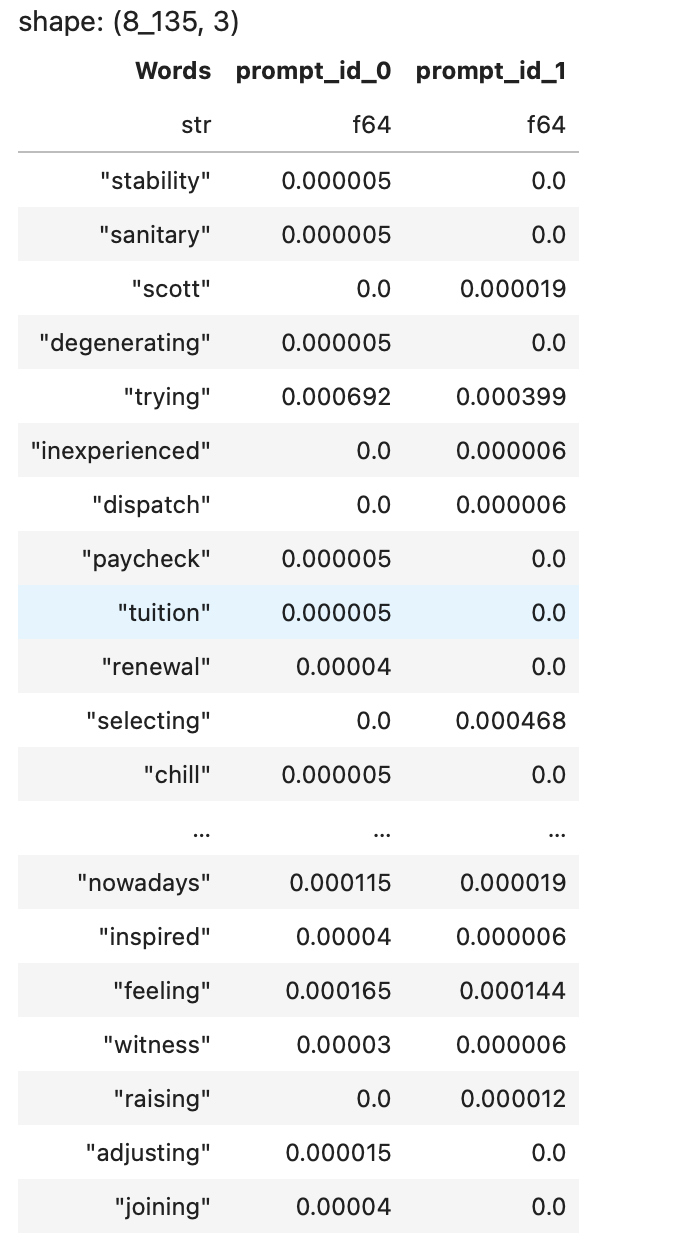 shape: (8_135, 3)
Words prompt_id_0 prompt_id_1
str f64 f64
"stability" 0.000005 0.0
"sanitary" 0.000005 0.0
"scott" 0.0 0.000019
"degenerating" 0.000005 0.0
"trying" 0.000692 0.000399
"inexperienced" 0.0 0.000006
"dispatch" 0.0 0.000006
"paycheck" 0.000005 0.0
"tuition" 0.000005 0.0
"renewal" 0.00004 0.0
"selecting" 0.0 0.000468
"chill" 0.000005 0.0
… … …
"nowadays" 0.000115 0.000019
"inspired" 0.00004 0.000006
"feeling" 0.000165 0.000144
"witness" 0.00003 0.000006
"raising" 0.0 0.000012
"adjusting" 0.000015 0.0
"joining" 0.00004 0.0